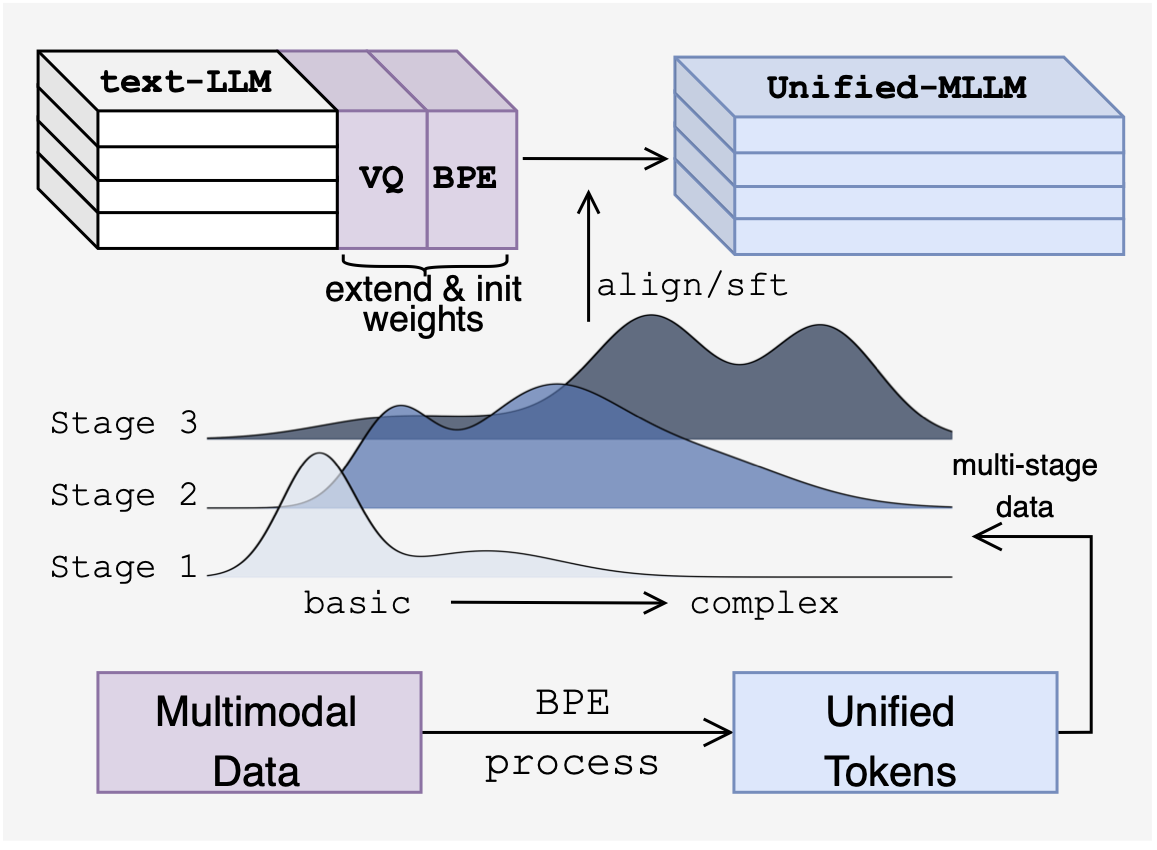 text-LLM
Unified-MLLM
VQ
BPE
extend & init
weights
align/sft
Stage 3
Stage 2
Stage 1
multi-stage
data
basic
complex
Multimodal
Data
BPE
process
Unified
Tokens